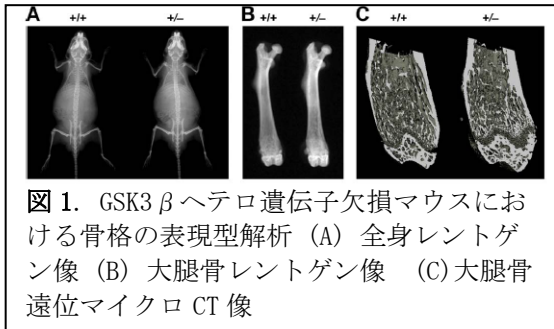 A +/+ +/− B +/+ +/− C +/+ +/−
図 1. GSK3βヘテロ遺伝子欠損マウスにお
ける骨格の表現型解析 (A) 全身レントゲ
ン像 (B) 大腿骨レントゲン像 (C)大腿骨
遠位マイクロ CT 像